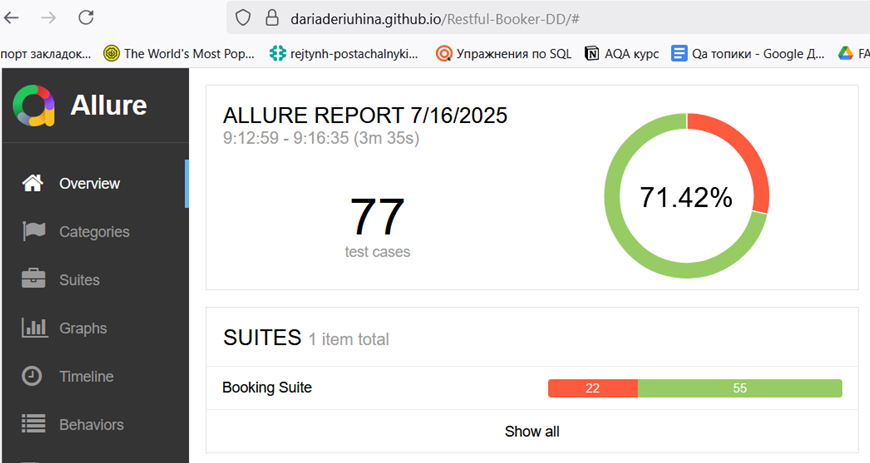 dariaderiuhina.github.io/Restful-Booker-DD/#
порт закладок... The World's Most Pop... rejtynh-postachalnyki... Упражнения по SQL AQA курс Qa топики - Google Д... FA
Allure
Overview
Categories
Suites
Graphs
Timeline
Behaviors
ALLURE REPORT 7/16/2025
9:12:59 - 9:16:35 (3m 35s)
77
test cases
71.42%
SUITES 1 item total
Booking Suite 22 55
Show all